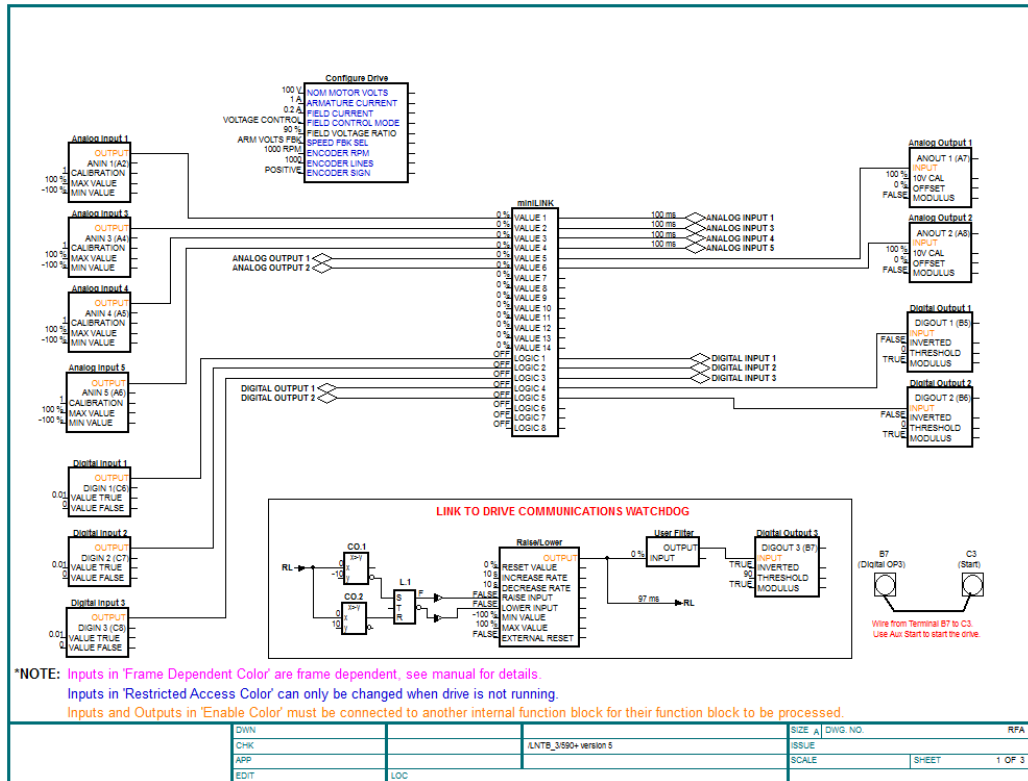 Configure Drive
100 V NOM MOTOR VOLTS
1 A ARMATURE CURRENT
0.2 A FIELD CURRENT
VOLTAGE CONTROL FIELD CONTROL MODE
90 % FIELD VOLTAGE RATIO
ARM VOLTS FBK SPEED FBK SEL
1000 RPM ENCODER RPM
1000 ENCODER LINES
POSITIVE ENCODER SIGN
Analog Input 1
OUTPUT
ANIN 1(A2)
1 CALIBRATION
100 % MAX VALUE
-100 % MIN VALUE
Analog Input 3
OUTPUT
ANIN 3 (A4)
1 CALIBRATION
100 % MAX VALUE
-100 % MIN VALUE
Analog Input 4
OUTPUT
ANIN 4 (A5)
1 CALIBRATION
100 % MAX VALUE
-100 % MIN VALUE
Analog Input 5
OUTPUT
ANIN 5 (A6)
1 CALIBRATION
100 % MAX VALUE
-100 % MIN VALUE
Digital Input 1
OUTPUT
DIGIN 1(C6)
0.01 VALUE TRUE
0 VALUE FALSE
Digital Input 2
OUTPUT
DIGIN 2 (C7)
0.01 VALUE TRUE
0 VALUE FALSE
Digital Input 3
OUTPUT
DIGIN 3 (C8)
0.01 VALUE TRUE
0 VALUE FALSE
ANALOG OUTPUT 1
ANALOG OUTPUT 2
DIGITAL OUTPUT 1
DIGITAL OUTPUT 2
miniLINK
0 % VALUE 1
0 % VALUE 2
0 % VALUE 3
0 % VALUE 4
0 % VALUE 5
0 % VALUE 6
0 % VALUE 7
0 % VALUE 8
0 % VALUE 9
0 % VALUE 10
0 % VALUE 11
0 % VALUE 12
0 % VALUE 13
0 % VALUE 14
OFF LOGIC 1
OFF LOGIC 2
OFF LOGIC 3
OFF LOGIC 4
OFF LOGIC 5
OFF LOGIC 6
OFF LOGIC 7
OFF LOGIC 8
100 ms ANALOG INPUT 1
100 ms ANALOG INPUT 3
100 ms ANALOG INPUT 4
100 ms ANALOG INPUT 5
DIGITAL INPUT 1
DIGITAL INPUT 2
DIGITAL INPUT 3
Analog Output 1
ANOUT 1 (A7)
INPUT
100 % 10V CAL
0 % OFFSET
FALSE MODULUS
Analog Output 2
ANOUT 2 (A8)
INPUT
100 % 10V CAL
0 % OFFSET
FALSE MODULUS
Digital Output 1
DIGOUT 1 (B5)
INPUT
FALSE INVERTED
0 THRESHOLD
TRUE MODULUS
Digital Output 2
DIGOUT 2 (B6)
INPUT
FALSE INVERTED
0 THRESHOLD
TRUE MODULUS
LINK TO DRIVE COMMUNICATIONS WATCHDOG
RL
CO.1
X>-y
0 x
-10 y
CO.2
X>-y
0 x
10 y
L.1
S
T
R
F
Raise/Lower
OUTPUT
0 % RESET VALUE
10 s INCREASE RATE
10 s DECREASE RATE
FALSE RAISE INPUT
FALSE LOWER INPUT
-100 % MIN VALUE
100 % MAX VALUE
FALSE EXTERNAL RESET
97 ms RL
User Filter
OUTPUT
0 % INPUT
Digital Output 3
DIGOUT 3 (B7)
INPUT
TRUE INVERTED
90 THRESHOLD
TRUE MODULUS
B7
(Digital OP3)
C3
(Start)
Wire from Terminal B7 to C3.
Use Aux Start to start the drive.
*NOTE: Inputs in 'Frame Dependent Color' are frame dependent, see manual for details.
Inputs in 'Restricted Access Color' can only be changed when drive is not running.
Inputs and Outputs in 'Enable Color' must be connected to another internal function block for their function block to be processed.
DWN
CHK
APP
EDIT
LOC
/LNTB_3/590+ version 5
SIZE A
DWG. NO. RFA
ISSUE
SCALE
SHEET 1 OF 3